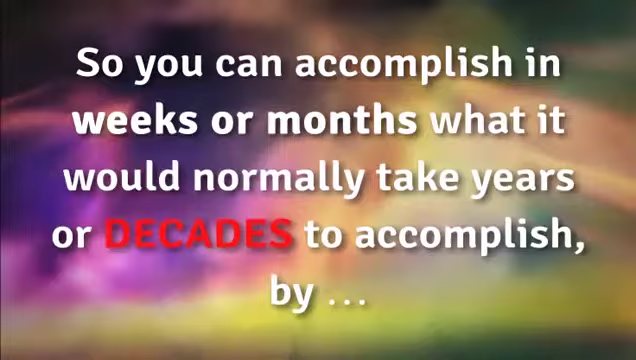 So you can accomplish in
weeks or months what it
would normally take years
or DECADES to accomplish,
by ...